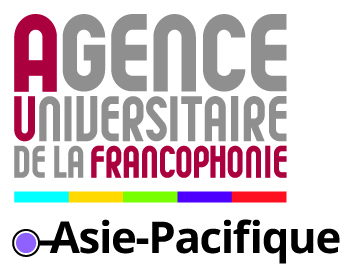 AGENCE
UNIVERSITAIRE
DE LA FRANCOPHONIE
Asie-Pacifique